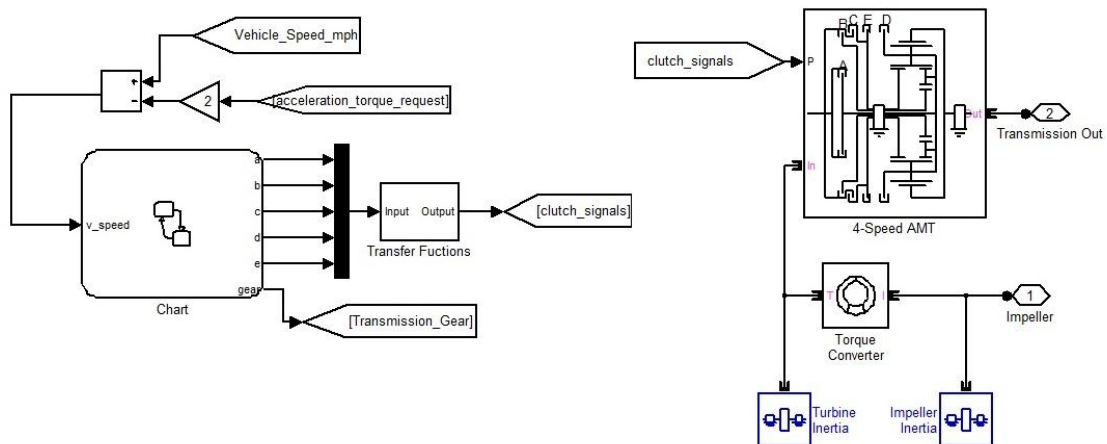 Vehicle_Speed_mph
+
−
2
[acceleration_torque_request]
v_speed
a
b
c
d
e
gear
Chart
Input Output
Transfer Fuctions
[clutch_signals]
[Transmission_Gear]
clutch_signals
P
B C E D
A
In
Out
2
Transmission Out
4-Speed AMT
T
I
Torque
Converter
1
Impeller
Turbine
Inertia
Impeller
Inertia